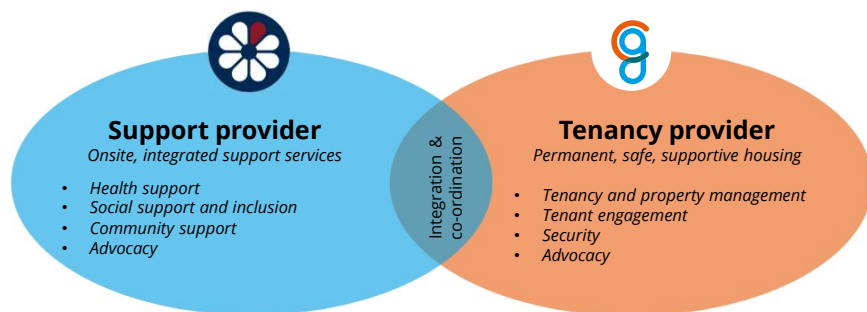 Support provider
Onsite, integrated support services
• Health support
• Social support and inclusion
• Community support
• Advocacy
Integration &
co-ordination
Tenancy provider
Permanent, safe, supportive housing
• Tenancy and property management
• Tenant engagement
• Security
• Advocacy